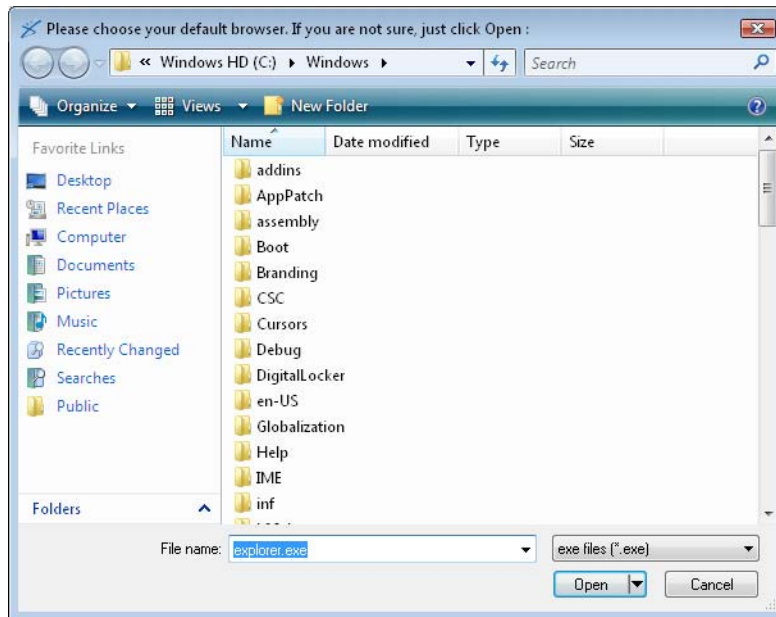 Please choose your default browser. If you are not sure, just click Open :
« Windows HD (C:) Windows
Search
Organize Views New Folder
Favorite Links
Desktop
Recent Places
Computer
Documents
Pictures
Music
Recently Changed
Searches
Public
Folders
Name Date modified Type Size
addins
AppPatch
assembly
Boot
Branding
CSC
Cursors
Debug
DigitalLocker
en-US
Globalization
Help
IME
inf
File name: explorer.exe
exe files (*.exe)
Open Cancel